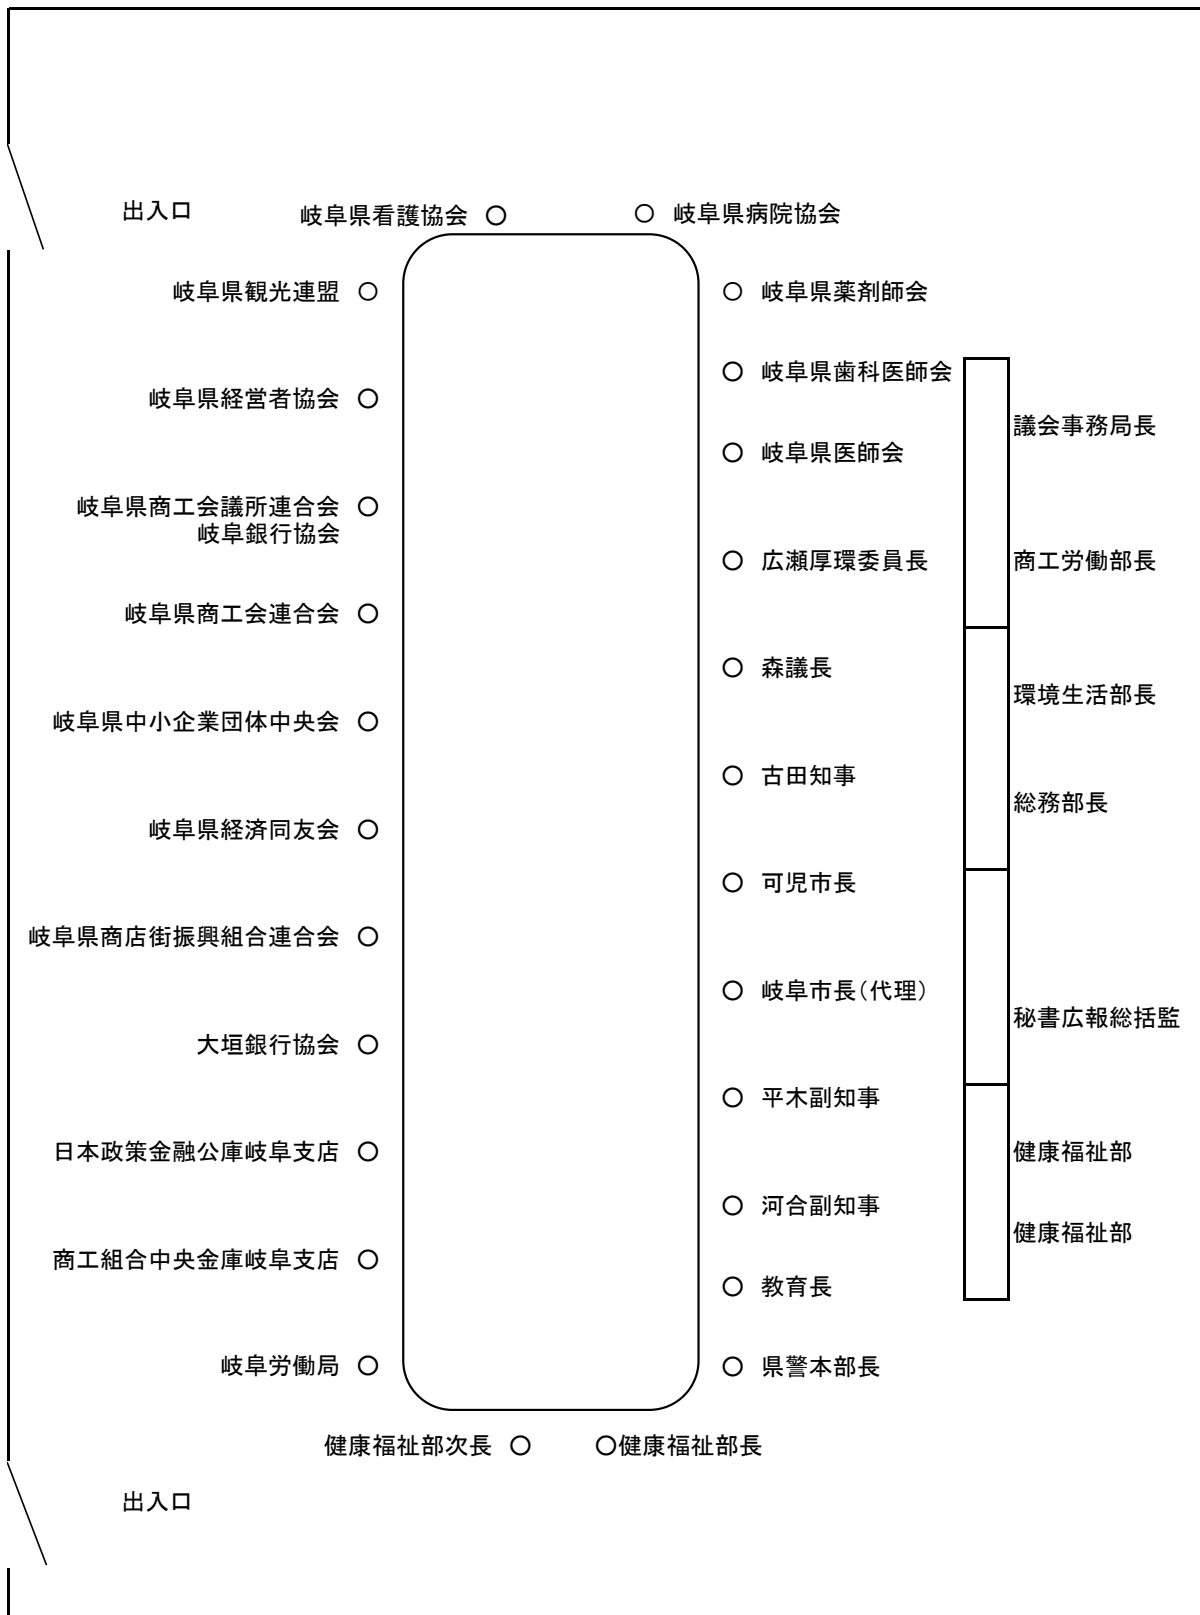 出入口
岐阜県看護協会 ○
○ 岐阜県病院協会
岐阜県観光連盟 ○
岐阜県経営者協会 ○
岐阜県商工会議所連合会 ○
岐阜銀行協会
岐阜県商工会連合会 ○
岐阜県中小企業団体中央会 ○
岐阜県経済同友会 ○
岐阜県商店街振興組合連合会 ○
大垣銀行協会 ○
日本政策金融公庫岐阜支店 ○
商工組合中央金庫岐阜支店 ○
岐阜労働局 ○
○ 岐阜県薬剤師会
○ 岐阜県歯科医師会
○ 岐阜県医師会
○ 広瀬厚環委員長
○ 森議長
○ 古田知事
○ 可児市長
○ 岐阜市長（代理）
○ 平木副知事
○ 河合副知事
○ 教育長
○ 県警本部長
議会事務局長
商工労働部長
環境生活部長
総務部長
秘書広報総括監
健康福祉部
健康福祉部
健康福祉部次長 ○
○健康福祉部長
出入口